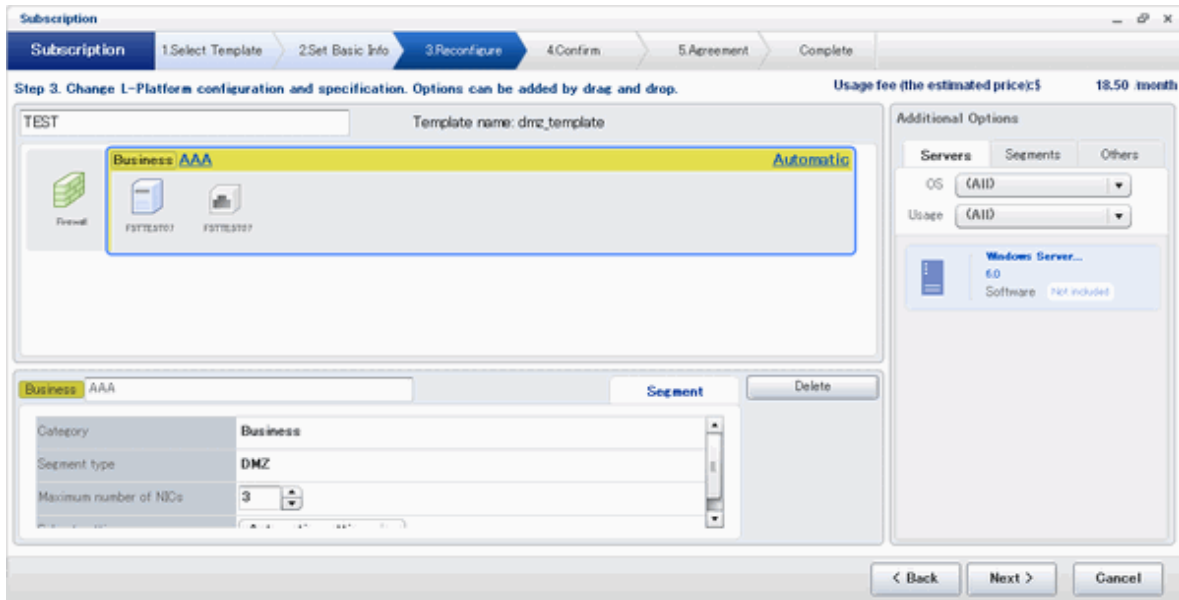 Subscription
Subscription
1.Select Template
2.Set Basic Info
3.Reconfigure
4.Confirm
5.Agreement
Complete
Step 3. Change L-Platform configuration and specification. Options can be added by drag and drop.
Usage fee (the estimated price):$ 18.50 /month
TEST
Template name: dmz_template
Business AAA
Automatic
Firewall
Additional Options
Servers
Segments
Others
OS (All)
Usage (All)
Windows Server...
6.0
Software Not included
Business AAA
Segment
Delete
Category Business
Segment type DMZ
Maximum number of NICs 3
< Back
Next >
Cancel